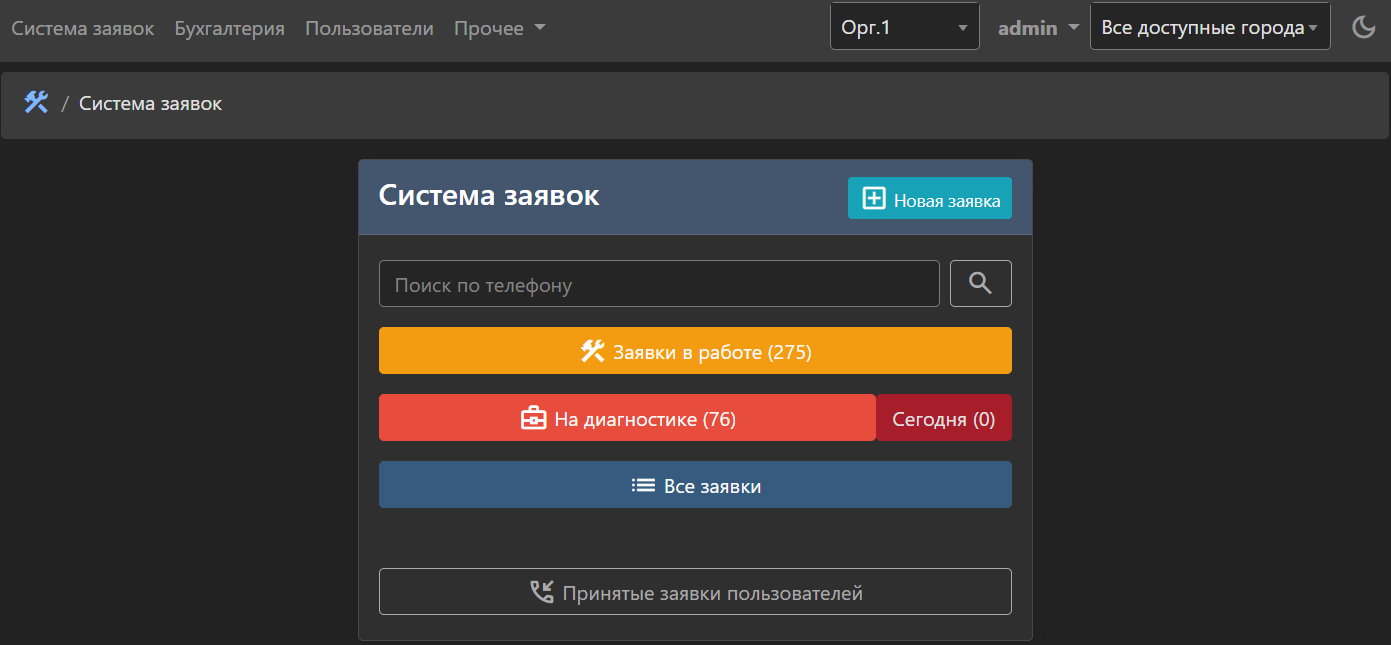 Система заявок Бухгалтерия Пользователи Прочее Орг.1 admin Все доступные города
/ Система заявок
Система заявок Новая заявка
Поиск по телефону
Заявки в работе (275)
На диагностике (76) Сегодня (0)
Все заявки
Принятые заявки пользователей